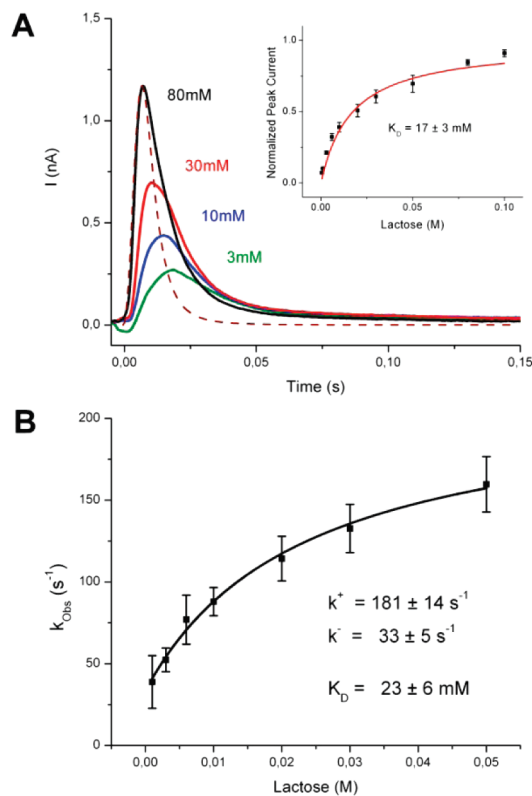 A
I (nA)
1,5
1,0
0,5
0.0
80mM
30mM
10mM
3mM
0,00
0,05
0,10
0,15
Time (s)
Normalized Peak Current
1.0
0.5
0.0
K_D = 17 ± 3 mM
0.00
0.05
0.10
Lactose (M)
B
k_Obs (s⁻¹)
200
150
100
50
0
k⁺ = 181 ± 14 s⁻¹
k⁻ = 33 ± 5 s⁻¹
K_D = 23 ± 6 mM
0,00
0,01
0,02
0,03
0,04
0,05
Lactose (M)